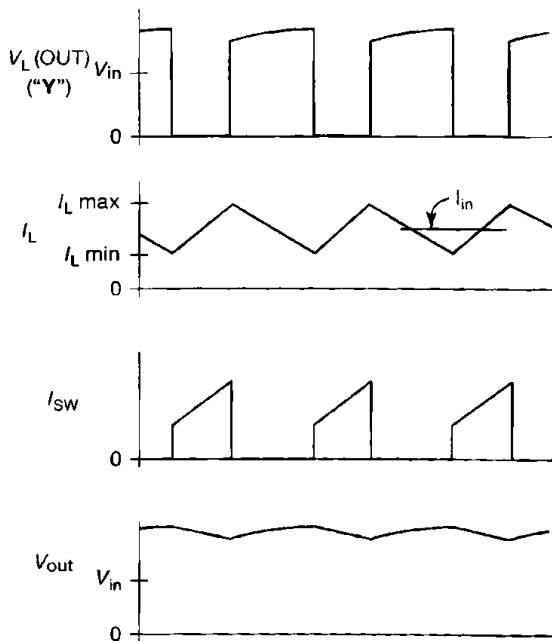 V_L (OUT)
("Y")
V_in
0
I_L max
I_in
I_L
I_L min
0
I_SW
0
V_out
V_in
0